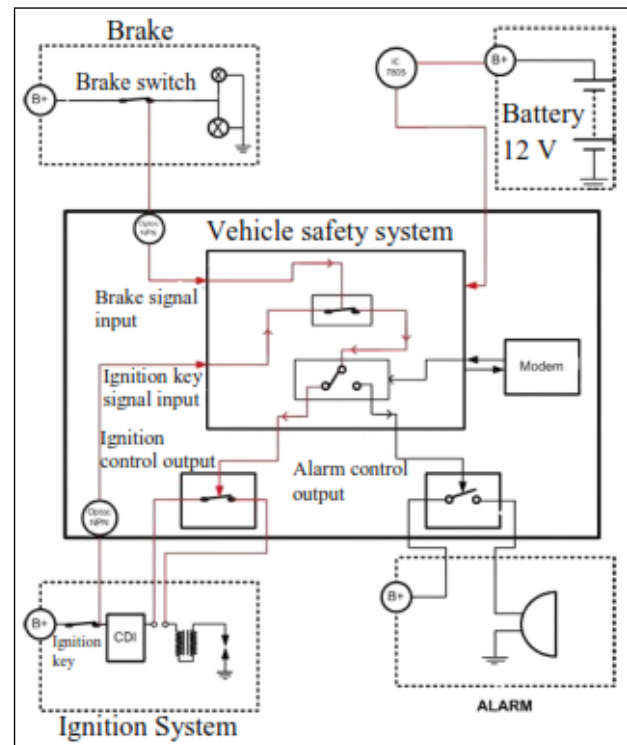 Brake
B+
Brake switch
IC
7805
B+
Battery
12 V
Optoc
NPN
Vehicle safety system
Brake signal
input
Ignition key
signal input
Modem
Ignition
control output
Alarm control
output
Optoc
NPN
B+
Ignition
key
CDI
Ignition System
B+
ALARM